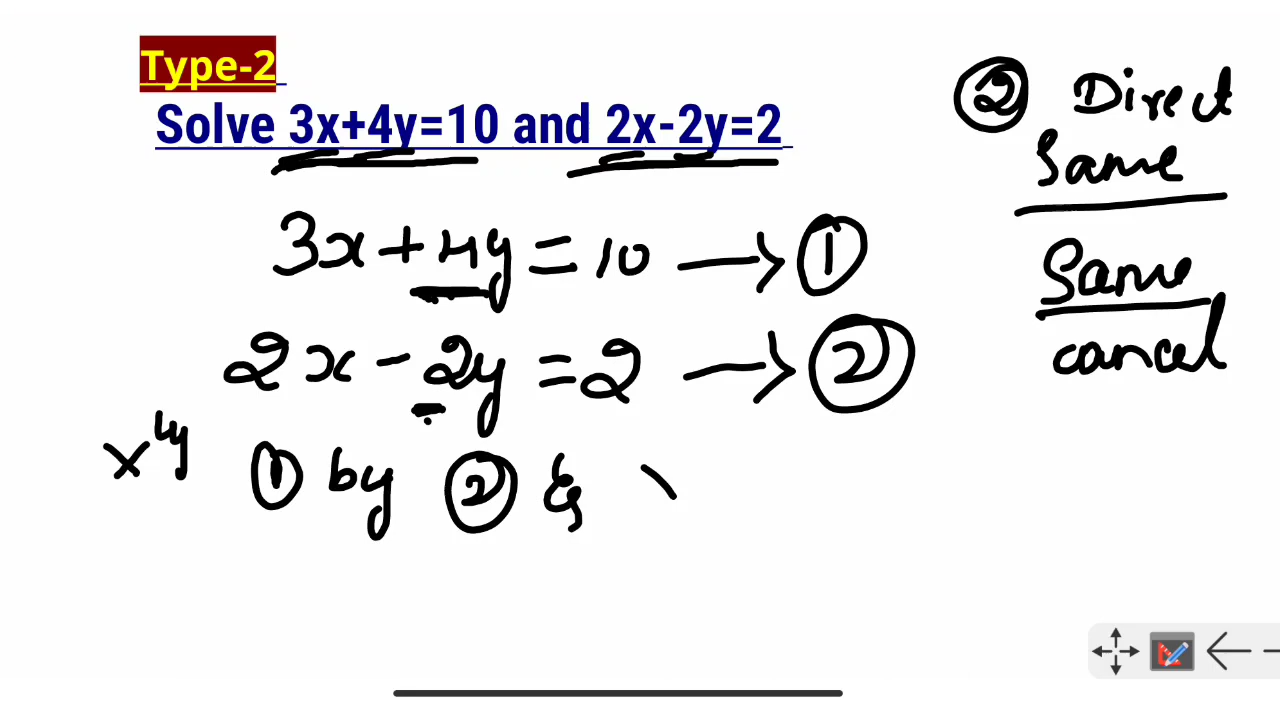 Type-2
Solve 3x+4y=10 and 2x-2y=2
② Direct
Same
Same
cancel
3x + 4y = 10 → ①
2x - 2y = 2 → ②
xly ① by ② & \